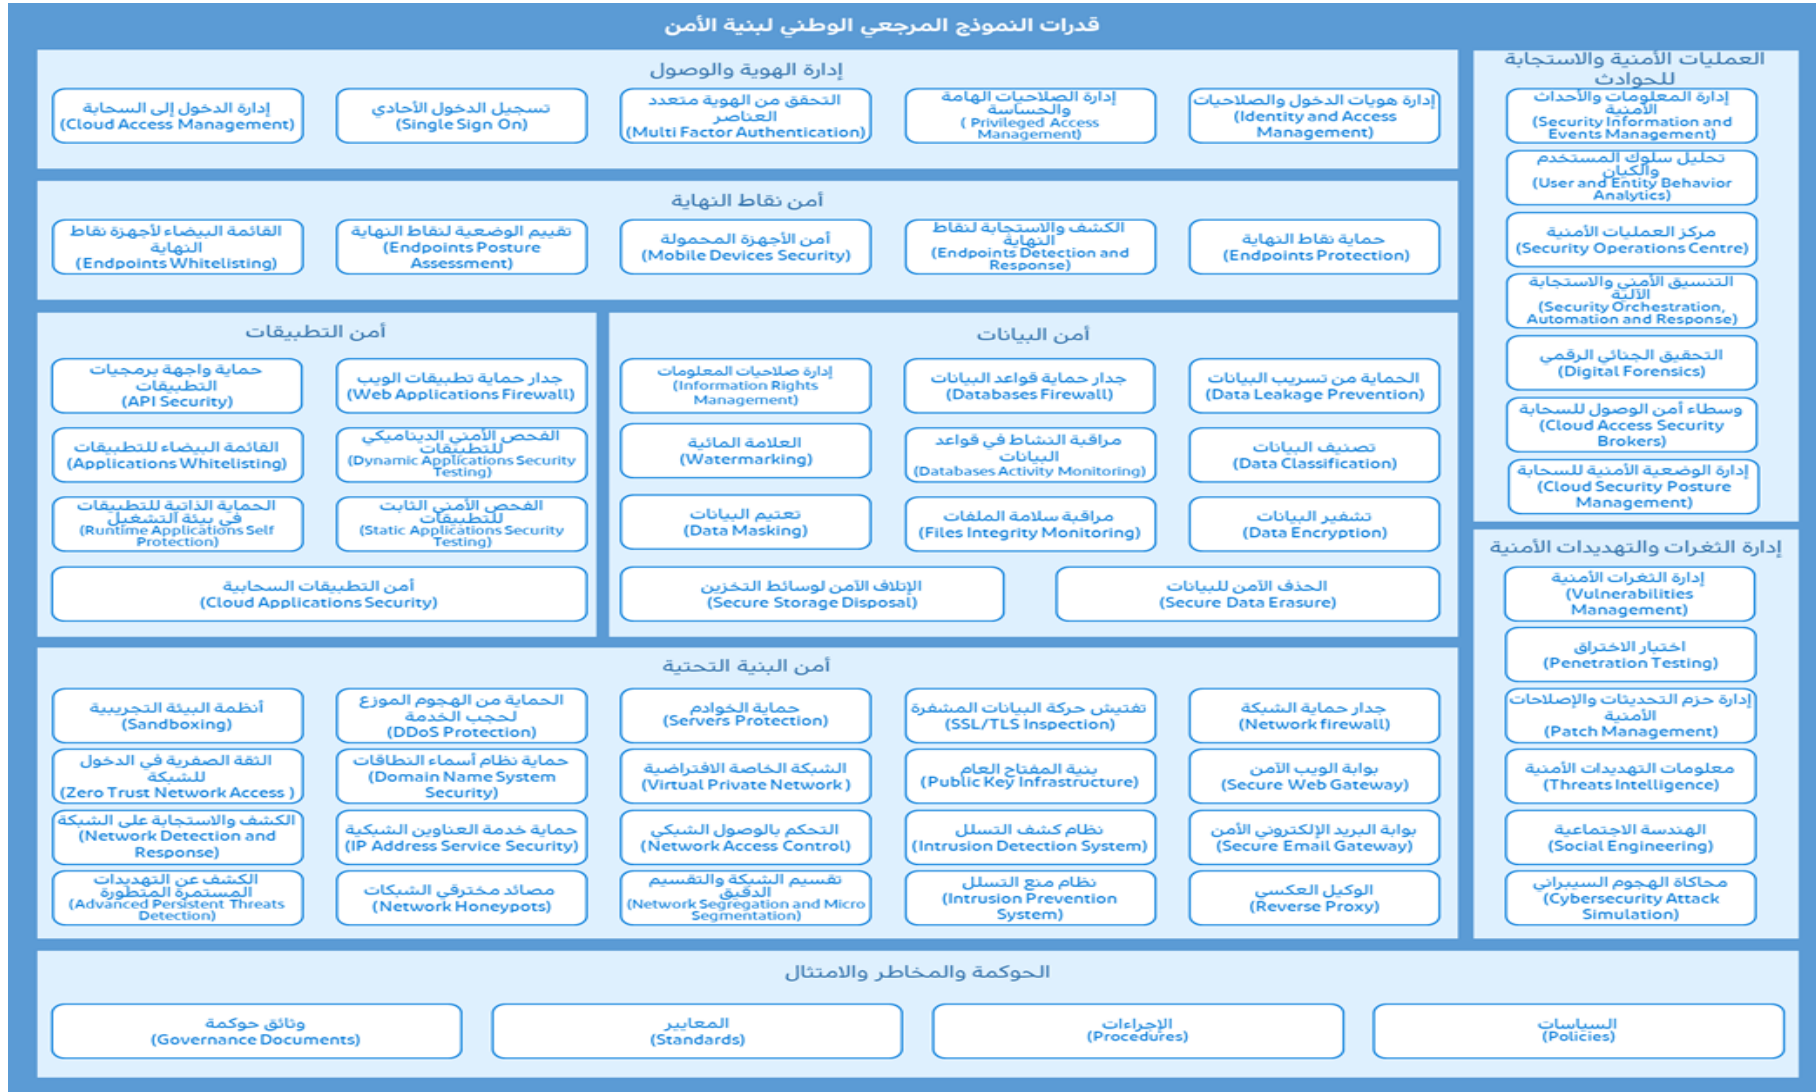 قدرات النموذج المرجعي الوطني لبنية الأمن
العمليات الأمنية والاستجابة
للحوادث
إدارة المعلومات والأحداث
الأمنية
(Security Information and
Events Management)
تحليل سلوك المستخدم
والكيان
(User and Entity Behavior
Analytics)
مركز العمليات الأمنية
(Security Operations Centre)
التنسيق الأمني والاستجابة
الآلية
(Security Orchestration,
Automation and Response)
التحقيق الجنائي الرقمي
(Digital Forensics)
وسطاء أمن الوصول للسحابة
(Cloud Access Security
Brokers)
إدارة الوضعية الأمنية للسحابة
(Cloud Security Posture
Management)
إدارة الثغرات والتهديدات الأمنية
إدارة الثغرات الأمنية
(Vulnerabilities
Management)
اختبار الاختراق
(Penetration Testing)
إدارة حزم التحديثات والإصلاحات
الأمنية
(Patch Management)
معلومات التهديدات الأمنية
(Threats Intelligence)
الهندسة الاجتماعية
(Social Engineering)
محاكاة الهجوم السيبراني
(Cybersecurity Attack
Simulation)
إدارة الهوية والوصول
إدارة هويات الدخول والصلاحيات
(Identity and Access
Management)
إدارة الصلاحيات الهامة
والحساسة
( Privileged Access
Management)
التحقق من الهوية متعدد
العناصر
(Multi Factor Authentication)
تسجيل الدخول الأحادي
(Single Sign On)
إدارة الدخول إلى السحابة
(Cloud Access Management)
أمن نقاط النهاية
حماية نقاط النهاية
(Endpoints Protection)
الكشف والاستجابة لنقاط
النهاية
(Endpoints Detection and
Response)
أمن الأجهزة المحمولة
(Mobile Devices Security)
تقييم الوضعية لنقاط النهاية
(Endpoints Posture
Assessment)
القائمة البيضاء لأجهزة نقاط
النهاية
(Endpoints Whitelisting)
أمن البيانات
الحماية من تسريب البيانات
(Data Leakage Prevention)
جدار حماية قواعد البيانات
(Databases Firewall)
إدارة صلاحيات المعلومات
(Information Rights
Management)
تصنيف البيانات
(Data Classification)
مراقبة النشاط في قواعد
البيانات
(Databases Activity Monitoring)
العلامة المائية
(Watermarking)
تشفير البيانات
(Data Encryption)
مراقبة سلامة الملفات
(Files Integrity Monitoring)
تعتيم البيانات
(Data Masking)
الحذف الآمن للبيانات
(Secure Data Erasure)
الإتلاف الآمن لوسائط التخزين
(Secure Storage Disposal)
أمن التطبيقات
جدار حماية تطبيقات الويب
(Web Applications Firewall)
حماية واجهة برمجيات
التطبيقات
(API Security)
الفحص الأمني الديناميكي
للتطبيقات
(Dynamic Applications Security
Testing)
القائمة البيضاء للتطبيقات
(Applications Whitelisting)
الفحص الأمني الثابت
للتطبيقات
(Static Applications Security
Testing)
الحماية الذاتية للتطبيقات
في بيئة التشغيل
(Runtime Applications Self
Protection)
أمن التطبيقات السحابية
(Cloud Applications Security)
أمن البنية التحتية
جدار حماية الشبكة
(Network firewall)
تفتيش حركة البيانات المشفرة
(SSL/TLS Inspection)
حماية الخوادم
(Servers Protection)
الحماية من الهجوم الموزع
لحجب الخدمة
(DDoS Protection)
أنظمة البيئة التجريبية
(Sandboxing)
بوابة الويب الآمن
(Secure Web Gateway)
بنية المفتاح العام
(Public Key Infrastructure)
الشبكة الخاصة الافتراضية
(Virtual Private Network )
حماية نظام أسماء النطاقات
(Domain Name System
Security)
الثقة الصفرية في الدخول
للشبكة
(Zero Trust Network Access )
بوابة البريد الإلكتروني الأمن
(Secure Email Gateway)
نظام كشف التسلل
(Intrusion Detection System)
التحكم بالوصول الشبكي
(Network Access Control)
حماية خدمة العناوين الشبكية
(IP Address Service Security)
الكشف والاستجابة على الشبكة
(Network Detection and
Response)
الوكيل العكسي
(Reverse Proxy)
نظام منع التسلل
(Intrusion Prevention
System)
تقسيم الشبكة والتقسيم
الدقيق
(Network Segregation and Micro
Segmentation)
مصائد مخترقي الشبكات
(Network Honeypots)
الكشف عن التهديدات
المستمرة المتطورة
(Advanced Persistent Threats
Detection)
الحوكمة والمخاطر والامتثال
السياسات
(Policies)
الإجراءات
(Procedures)
المعايير
(Standards)
وثائق حوكمة
(Governance Documents)